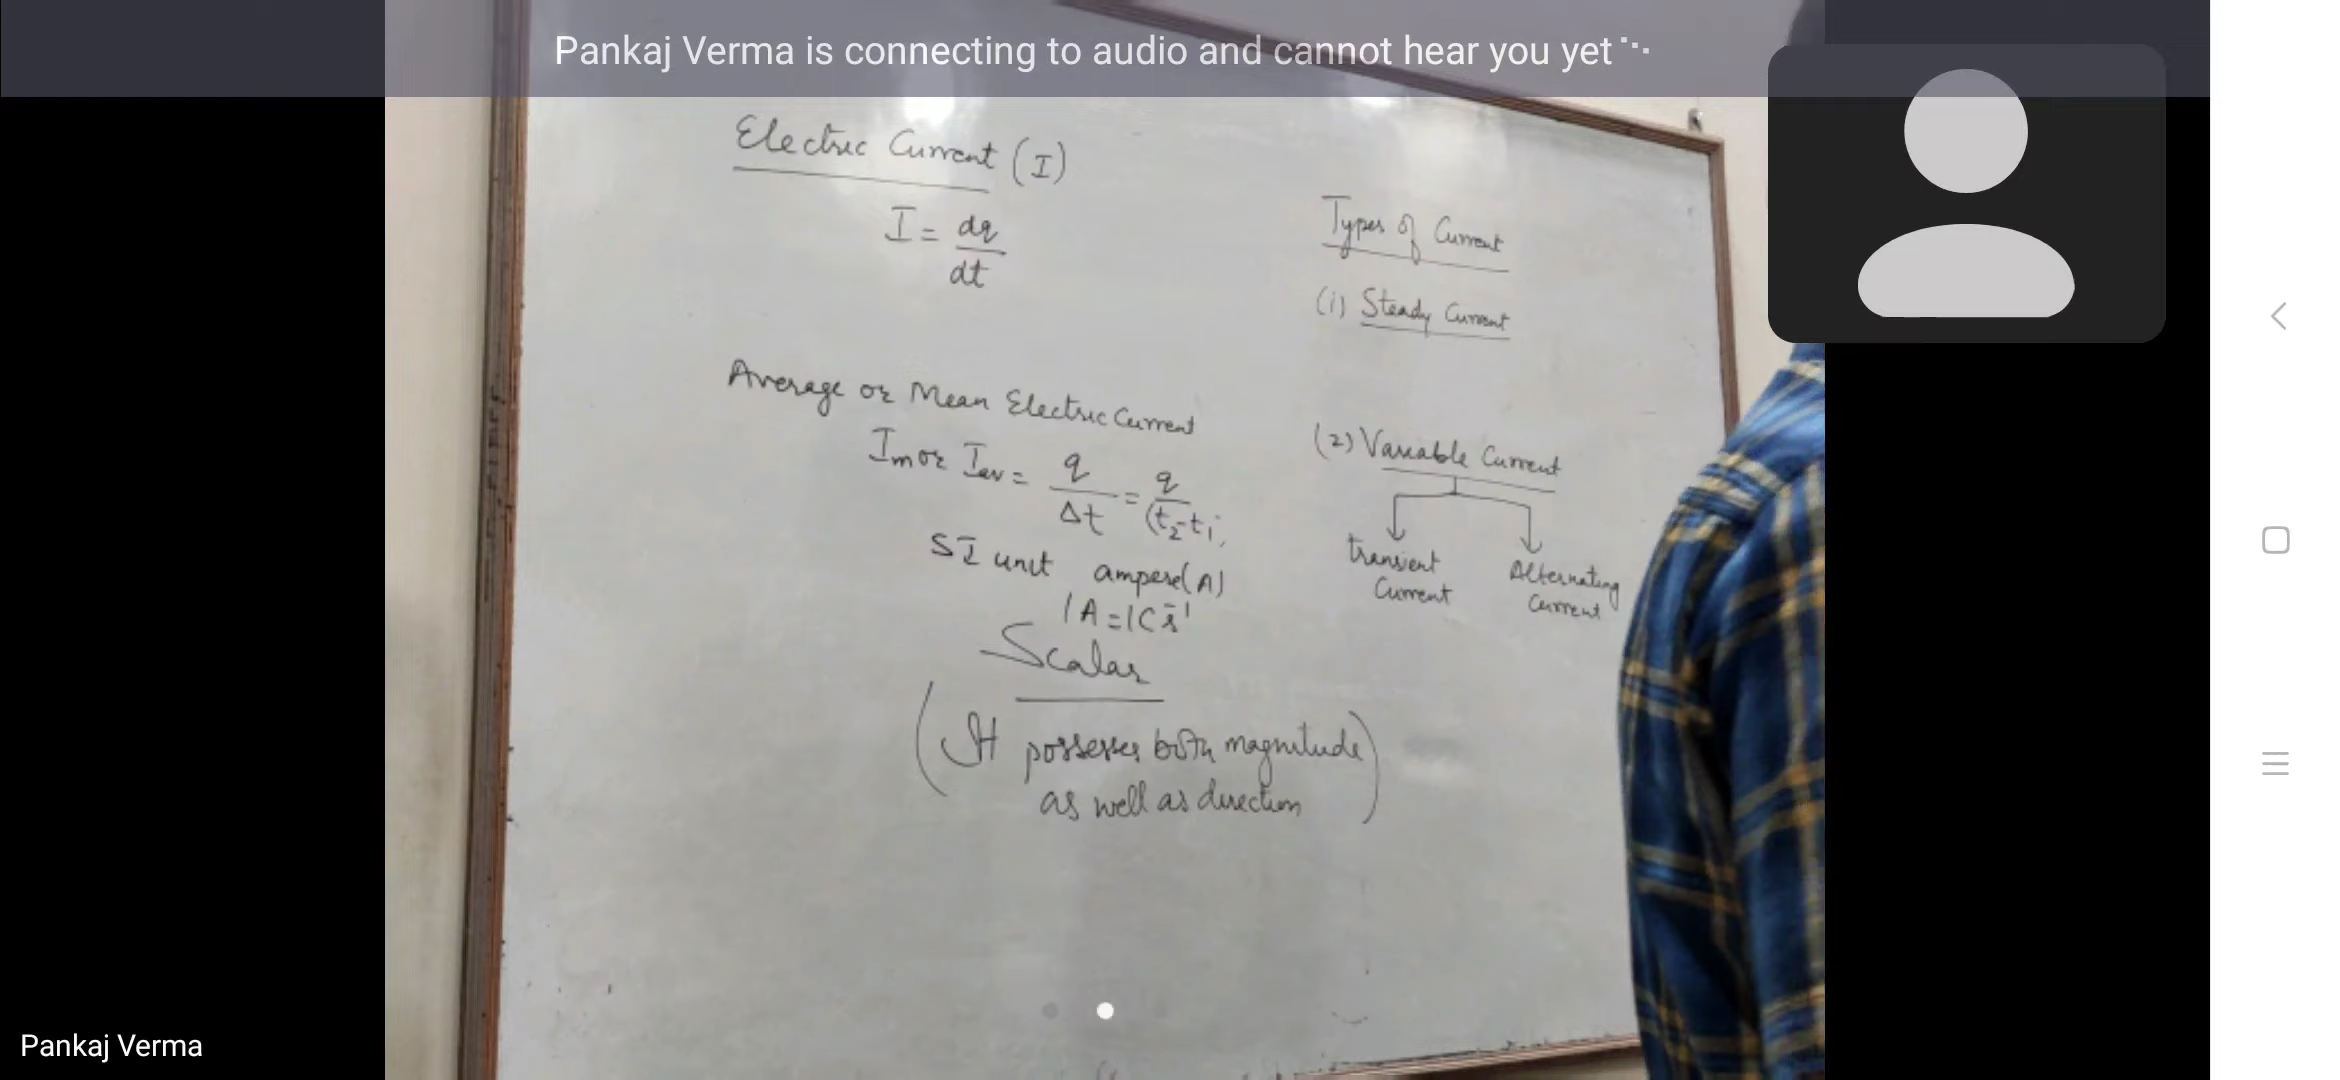 Pankaj Verma is connecting to audio and cannot hear you yet
Electric Current (I)
I = dq/dt
Average or Mean Electric Current
Im or Iav = q/Δt = q/(t₂-t₁)
SI unit ampere(A)
1A = 1Cs⁻¹
Scalar
(It possesses both magnitude
as well as direction)
Types of Current
(i) Steady Current
(2) Variable Current
transient
Current
Alternating
Current
Pankaj Verma